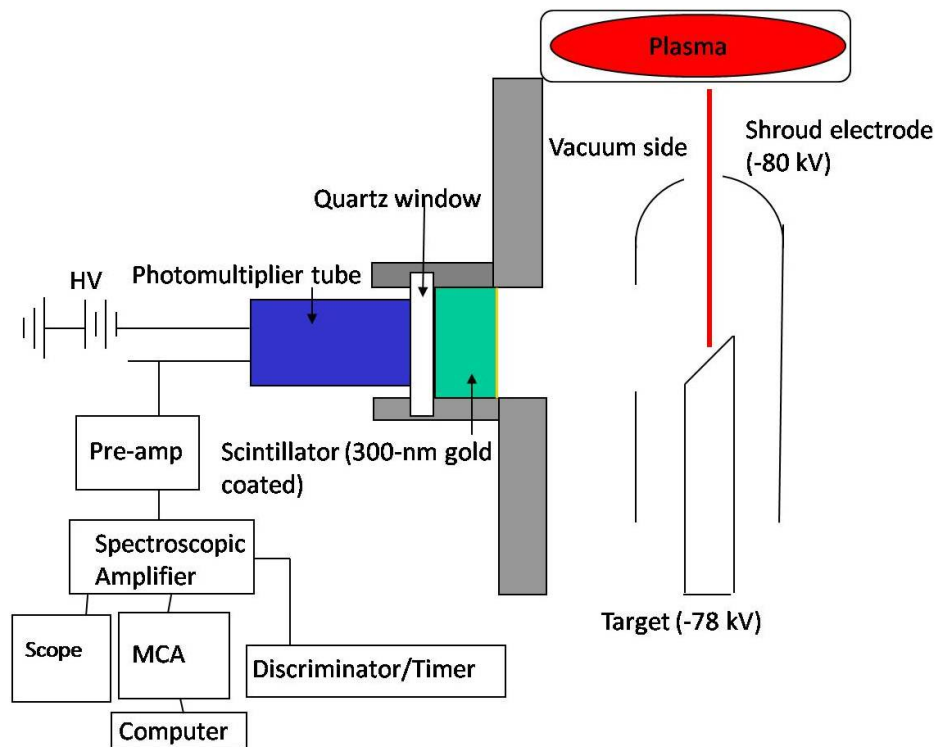 Plasma
Vacuum side
Shroud electrode
(-80 kV)
Quartz window
HV
Photomultiplier tube
Pre-amp
Scintillator (300-nm gold
coated)
Spectroscopic
Amplifier
Target (-78 kV)
Scope
MCA
Discriminator/Timer
Computer